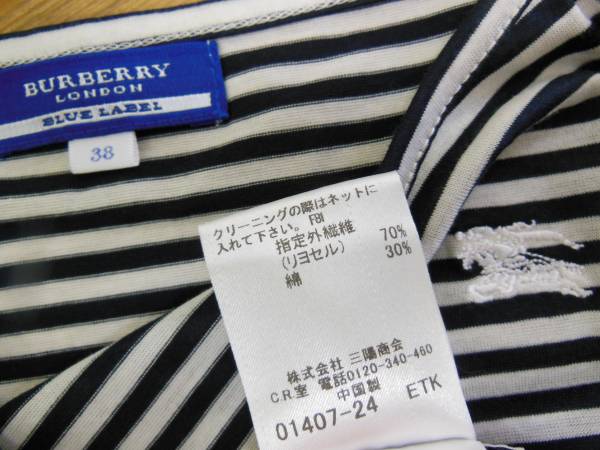 BURBERRY
LONDON
BLUE LABEL
38
クリーニングの際はネットに
入れて下さい。 FBI
指定外繊維 70%
(リヨセル) 30%
綿
株式会社 三陽商会
C.R.室 電話0120-340-460
中国製
01407-24 ETK